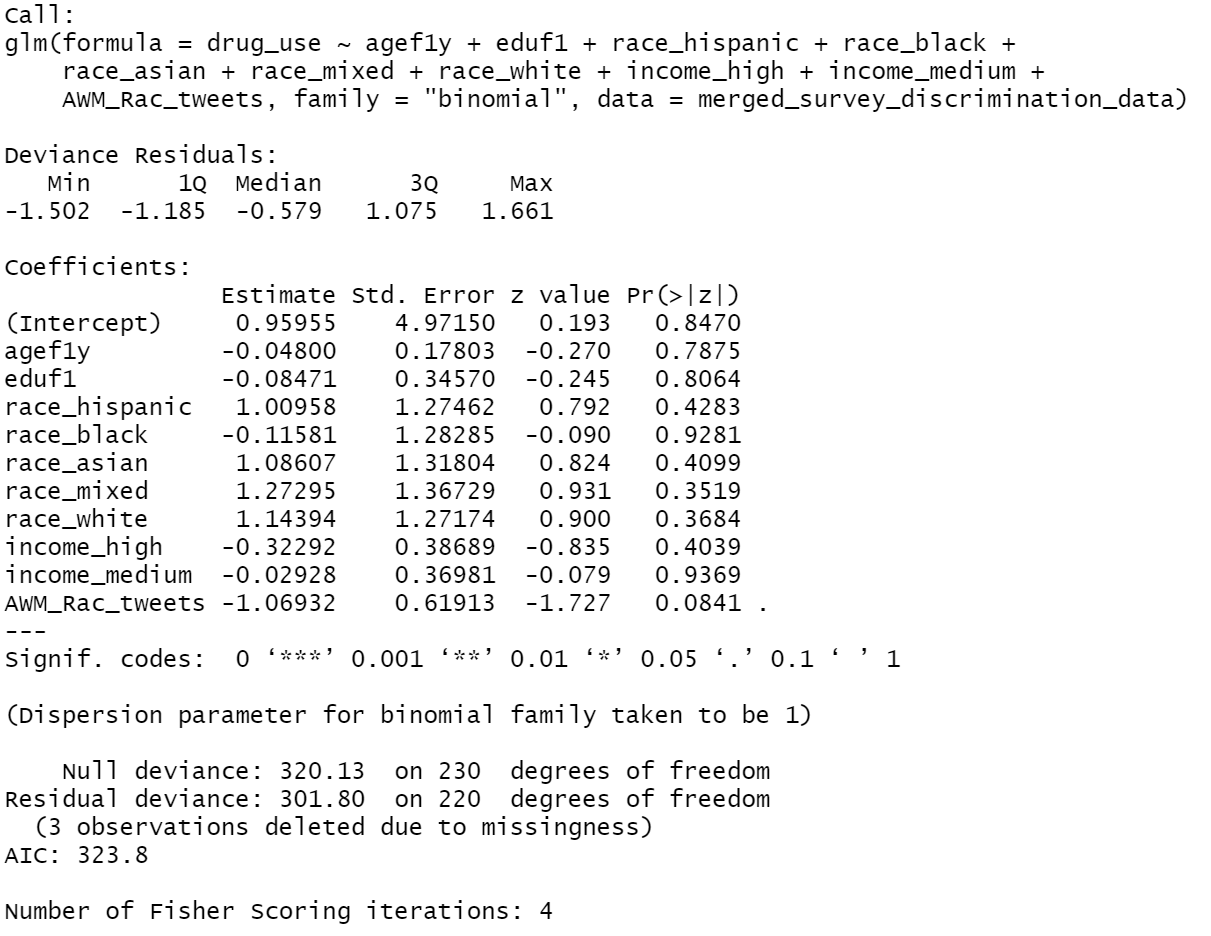 Call:
glm(formula = drug_use ~ agef1y + eduf1 + race_hispanic + race_black +
    race_asian + race_mixed + race_white + income_high + income_medium +
    AWM_Rac_tweets, family = "binomial", data = merged_survey_discrimination_data)

Deviance Residuals:
   Min      1Q  Median      3Q     Max
-1.502  -1.185  -0.579   1.075   1.661

Coefficients:
               Estimate Std. Error z value Pr(>|z|)
(Intercept)     0.95955    4.97150   0.193   0.8470
agef1y         -0.04800    0.17803  -0.270   0.7875
eduf1          -0.08471    0.34570  -0.245   0.8064
race_hispanic   1.00958    1.27462   0.792   0.4283
race_black     -0.11581    1.28285  -0.090   0.9281
race_asian      1.08607    1.31804   0.824   0.4099
race_mixed      1.27295    1.36729   0.931   0.3519
race_white      1.14394    1.27174   0.900   0.3684
income_high    -0.32292    0.38689  -0.835   0.4039
income_medium  -0.02928    0.36981  -0.079   0.9369
AWM_Rac_tweets -1.06932    0.61913  -1.727   0.0841 .
---
Signif. codes:  0 ‘***’ 0.001 ‘**’ 0.01 ‘*’ 0.05 ‘.’ 0.1 ‘ ’ 1

(Dispersion parameter for binomial family taken to be 1)

    Null deviance: 320.13  on 230  degrees of freedom
Residual deviance: 301.80  on 220  degrees of freedom
  (3 observations deleted due to missingness)
AIC: 323.8

Number of Fisher Scoring iterations: 4